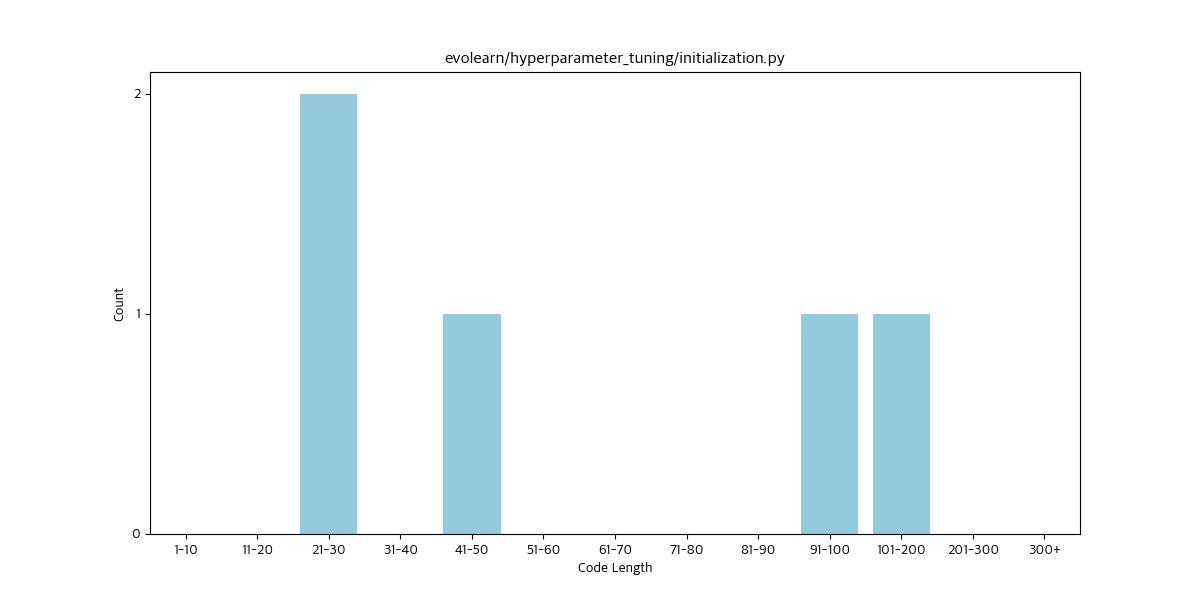 evolearn/hyperparameter_tuning/initialization.py
Count
2
1
0
1-10 11-20 21-30 31-40 41-50 51-60 61-70 71-80 81-90 91-100 101-200 201-300 300+
Code Length